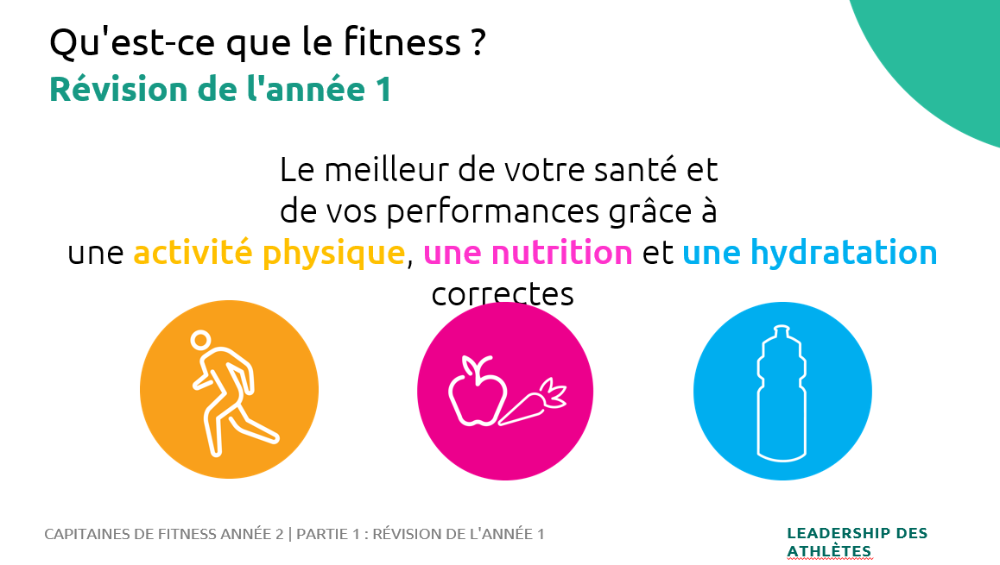 Qu'est-ce que le fitness ?
Révision de l'année 1
Le meilleur de votre santé et
de vos performances grâce à
une activité physique, une nutrition et une hydratation
correctes
CAPITAINES DE FITNESS ANNÉE 2 | PARTIE 1 : RÉVISION DE L'ANNÉE 1
LEADERSHIP DES
ATHLÈTES